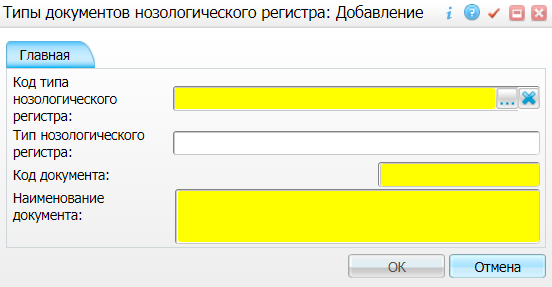 Типы документов нозологического регистра: Добавление
Главная
Код типа
нозологического
регистра:
...
Тип нозологического
регистра:
Код документа:
Наименование
документа:
ОК
Отмена